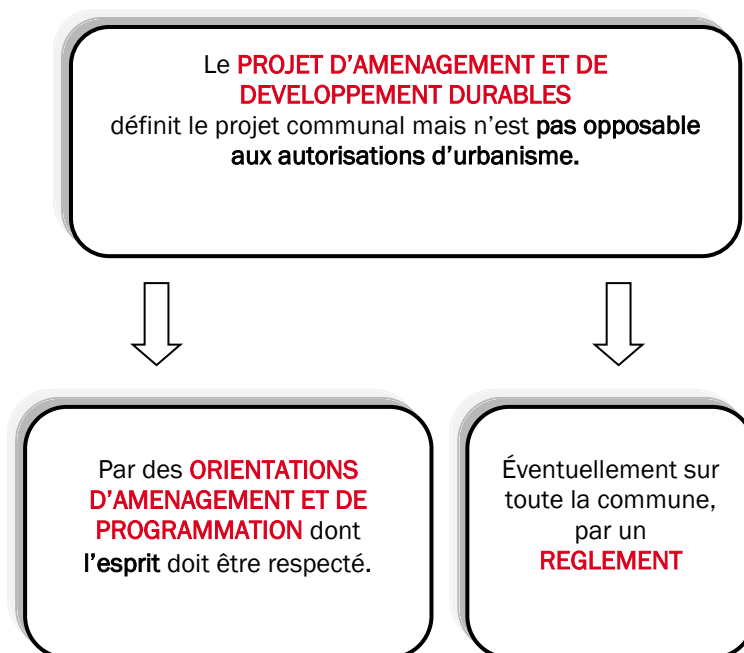 Le PROJET D’AMENAGEMENT ET DE
DEVELOPPEMENT DURABLES
définit le projet communal mais n’est pas opposable
aux autorisations d’urbanisme.
Par des ORIENTATIONS
D’AMENAGEMENT ET DE
PROGRAMMATION dont
l’esprit doit être respecté.
Éventuellement sur
toute la commune,
par un
REGLEMENT